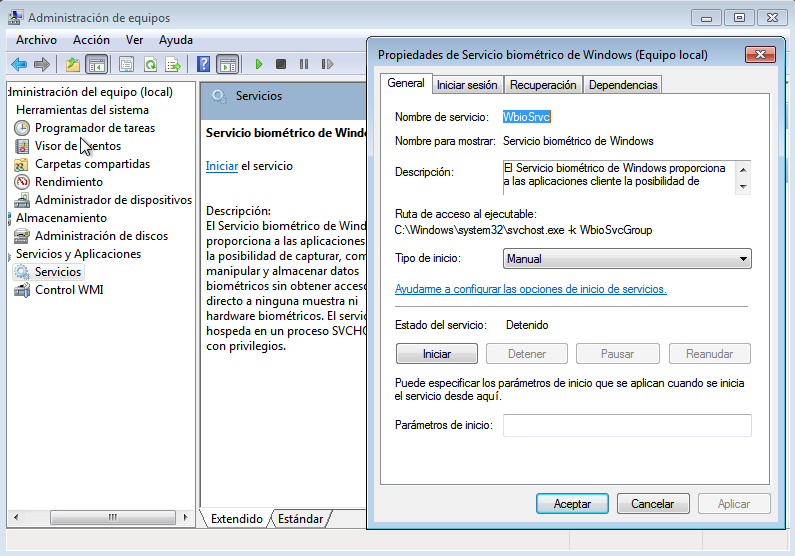 Administración de equipos
Archivo Acción Ver Ayuda
dministración del equipo (local)
Herramientas del sistema
Programador de tareas
Visor de entos
Carpetas compartidas
Rendimiento
Administrador de dispositivos
Almacenamiento
Administración de discos
Servicios y Aplicaciones
Servicios
Control WMI
Servicios
Servicio biométrico de Windo
Iniciar el servicio
Descripción:
El Servicio biométrico de Wind
proporciona a las aplicaciones
la posibilidad de capturar, com
manipular y almacenar datos
biométricos sin obtener acceso
directo a ninguna muestra ni
hardware biométricos. El servic
hospeda en un proceso SVCHO
con privilegios.
Extendido Estándar
Propiedades de Servicio biométrico de Windows (Equipo local)
General Iniciar sesión Recuperación Dependencias
Nombre de servicio: WbioSrvc
Nombre para mostrar: Servicio biométrico de Windows
Descripción: El Servicio biométrico de Windows proporciona
a las aplicaciones cliente la posibilidad de
Ruta de acceso al ejecutable:
C:\Windows\system32\svchost.exe -k WbioSvcGroup
Tipo de inicio: Manual
Ayudarme a configurar las opciones de inicio de servicios.
Estado del servicio: Detenido
Iniciar Detener Pausar Reanudar
Puede especificar los parámetros de inicio que se aplican cuando se inicia
el servicio desde aquí.
Parámetros de inicio:
Aceptar Cancelar Aplicar